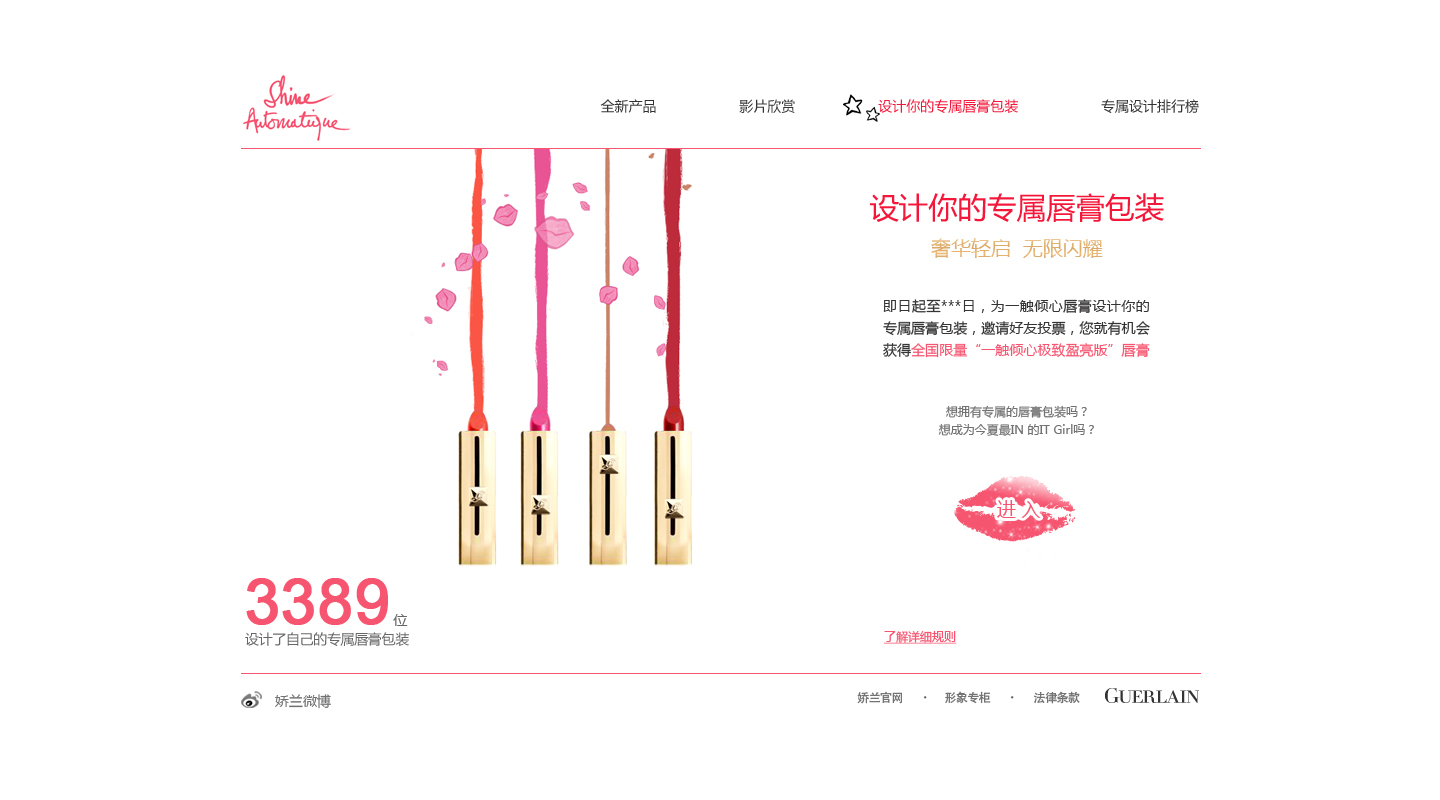 Shine
Automatique
全新产品
影片欣赏
设计你的专属唇膏包装
专属设计排行榜
设计你的专属唇膏包装
奢华轻启 无限闪耀
即日起至***日，为一触倾心唇膏设计你的
专属唇膏包装，邀请好友投票，您就有机会
获得全国限量“一触倾心极致盈亮版”唇膏
想拥有专属的唇膏包装吗？
想成为今夏最IN 的IT Girl吗？
进 入
3389 位
设计了自己的专属唇膏包装
了解详细规则
娇兰微博
娇兰官网 · 形象专柜 · 法律条款
GUERLAIN